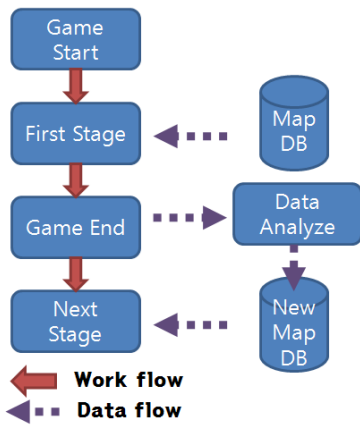 Game
Start
First Stage
Map
DB
Game End
Data
Analyze
Next
Stage
New
Map
DB
Work flow
Data flow